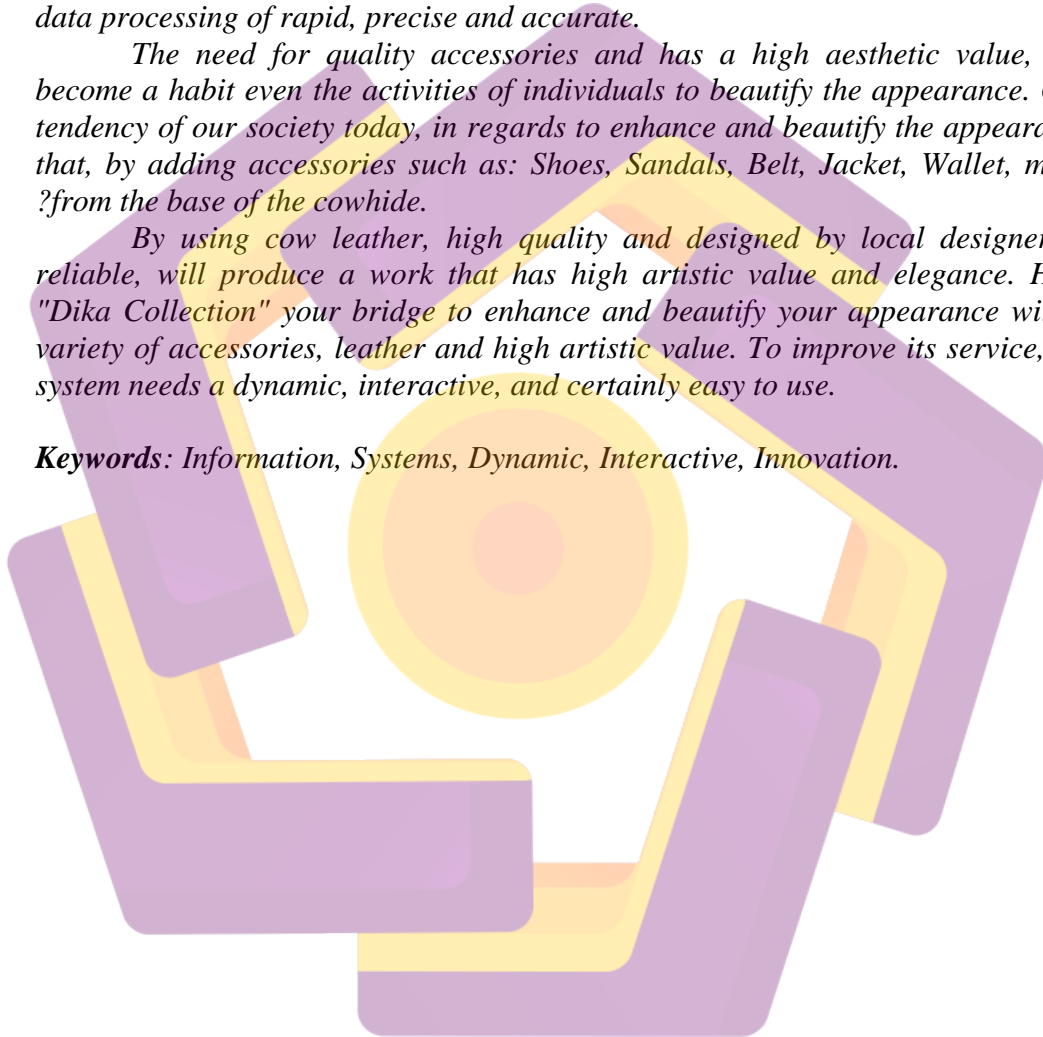 data processing of rapid, precise and accurate.
The need for quality accessories and has a high aesthetic value,
become a habit even the activities of individuals to beautify the appearance.
tendency of our society today, in regards to enhance and beautify the
that, by adding accessories such as: Shoes, Sandals, Belt, Jacket, Wallet,
?from the base of the cowhide.
By using cow leather, high quality and designed by local
reliable, will produce a work that has high artistic value and elegance.
"Dika Collection" your bridge to enhance and beautify your appearance
variety of accessories, leather and high artistic value. To improve its service,
system needs a dynamic, interactive, and certainly easy to use.
Keywords: Information, Systems, Dynamic, Interactive, Innovation.